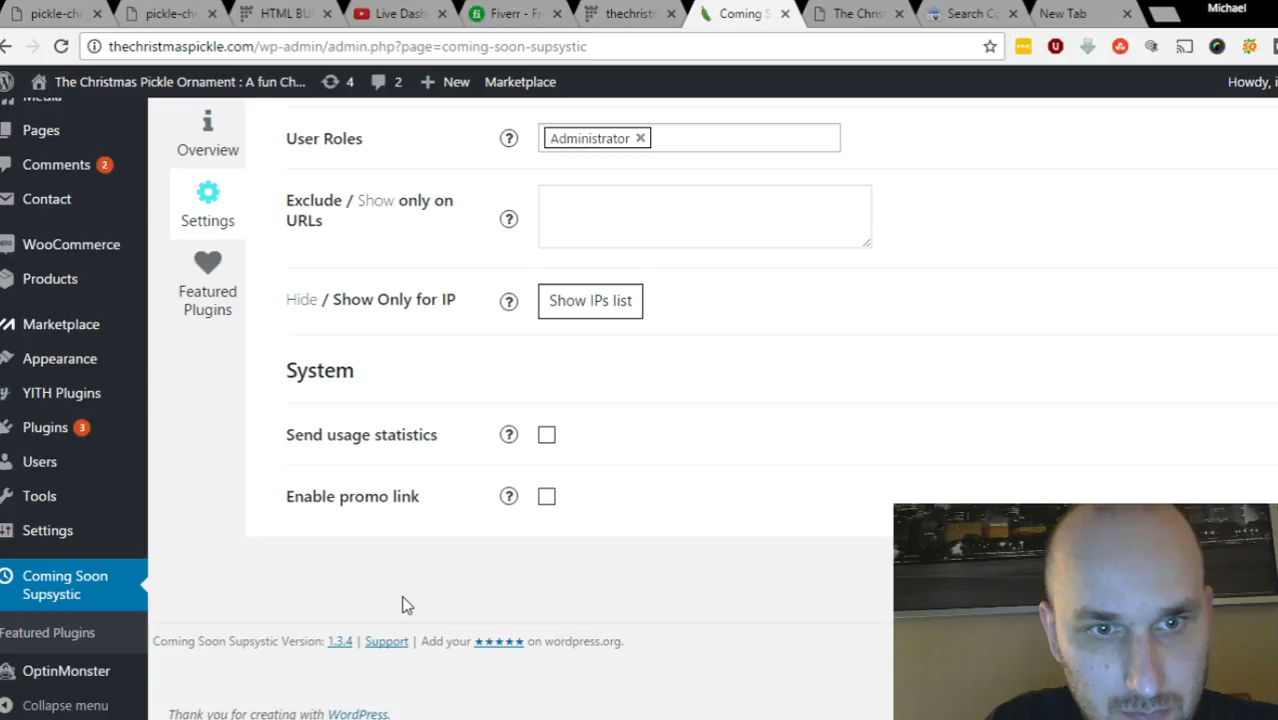 pickle-chr
pickle-chr
HTML BU
Live Dash
Fiverr - Fr
thechrist
Coming S
The Chris
Search Co
New Tab
Michael
thechristmaspickle.com/wp-admin/admin.php?page=coming-soon-supsystic
The Christmas Pickle Ornament : A fun Ch... 4 2 New Marketplace Howdy, i
Media
Pages
Comments 2
Contact
WooCommerce
Products
Marketplace
Appearance
YITH Plugins
Plugins 3
Users
Tools
Settings
Coming Soon
Supsystic
Featured Plugins
OptinMonster
Collapse menu
Overview
Settings
Featured
Plugins
User Roles ? Administrator
Exclude / Show only on
URLs ?
Hide / Show Only for IP ? Show IPs list
System
Send usage statistics ?
Enable promo link ?
Coming Soon Supsystic Version: 1.3.4 | Support | Add your ★★★★★ on wordpress.org.
Thank you for creating with WordPress.